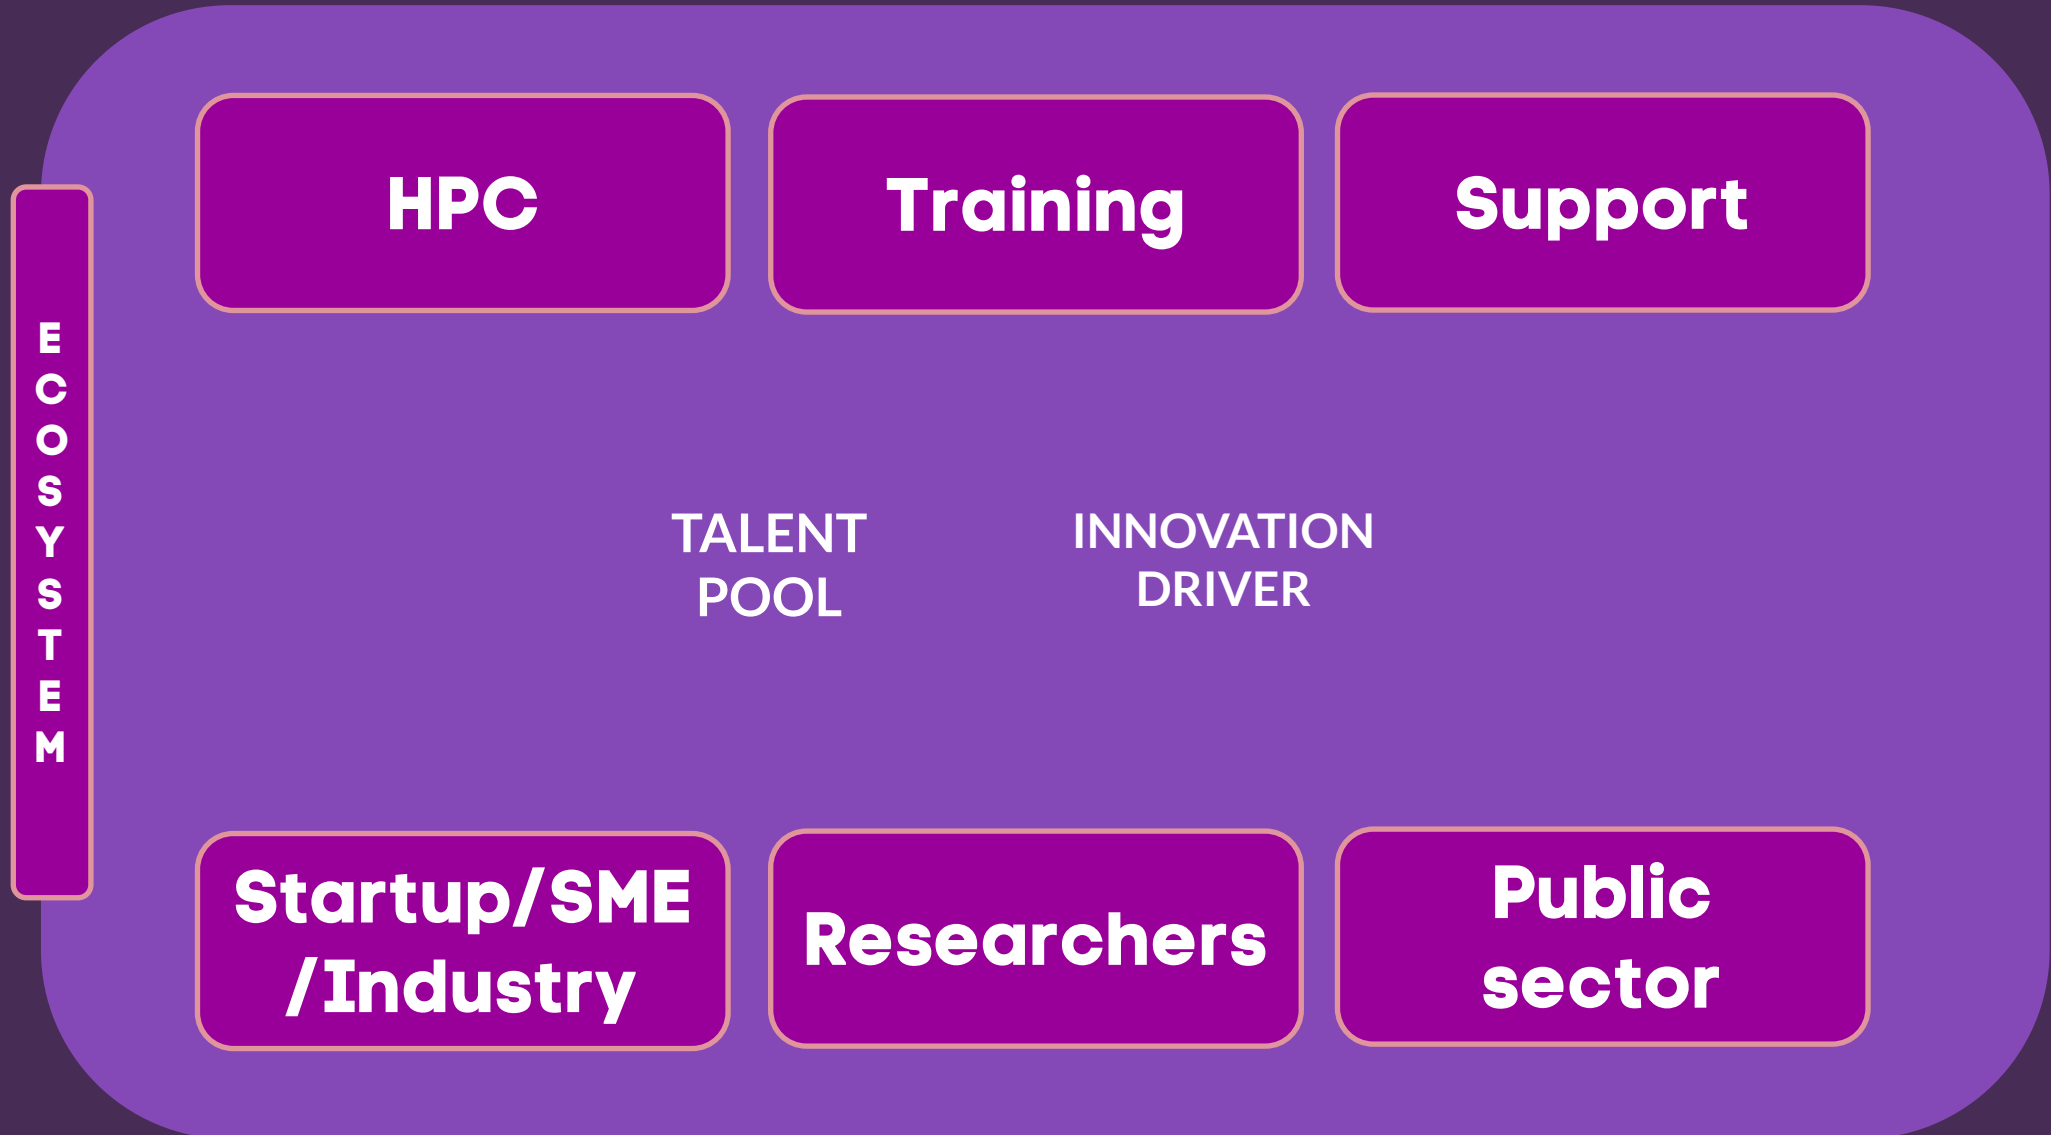 HPC
Training
Support
ECOSYSTEM
TALENT
POOL
INNOVATION
DRIVER
Startup/SME
/Industry
Researchers
Public
sector